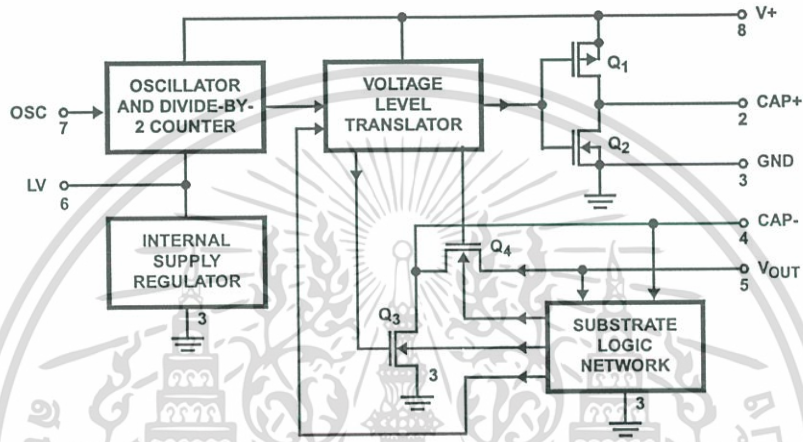 V+
8
OSCILLATOR
AND DIVIDE-BY-
2 COUNTER
VOLTAGE
LEVEL
TRANSLATOR
Q1
OSC
7
CAP+
2
Q2
GND
3
LV
6
CAP-
4
INTERNAL
SUPPLY
REGULATOR
Q4
VOUT
5
3
Q3
3
SUBSTRATE
LOGIC
NETWORK
3